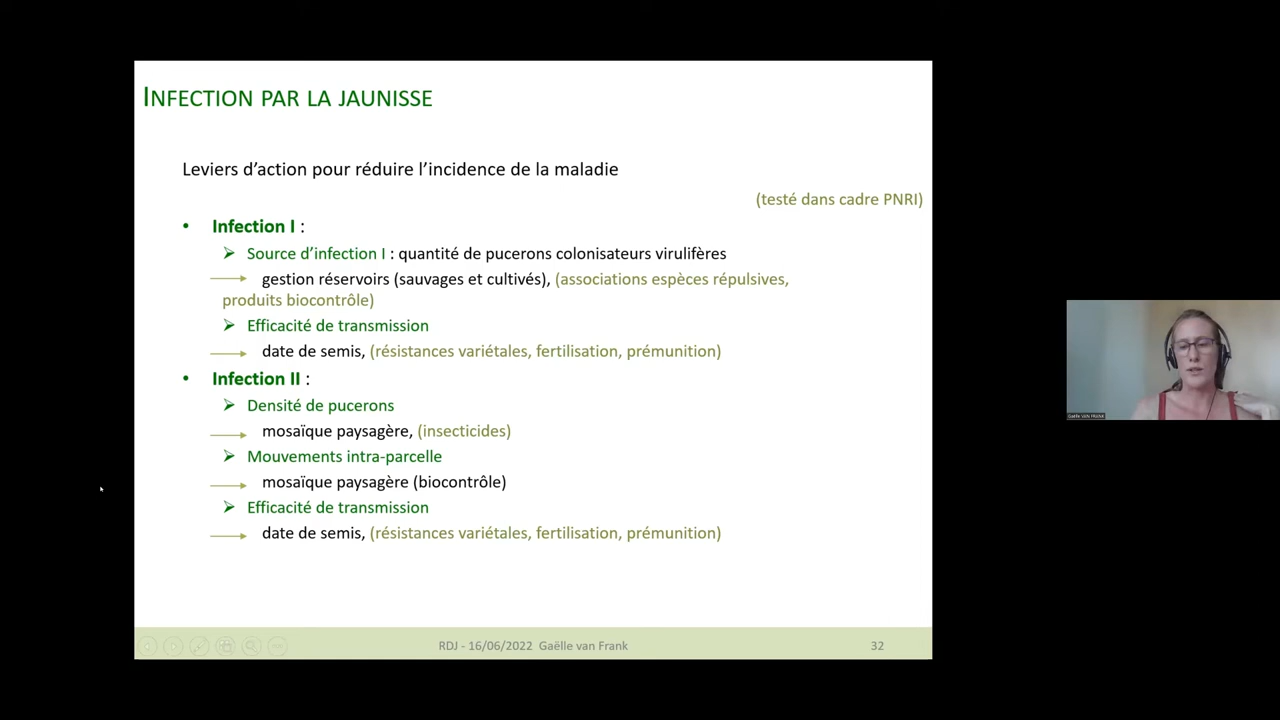 INFECTION PAR LA JAUNISSE
Leviers d'action pour réduire l'incidence de la maladie
(testé dans cadre PNRI)
• Infection I :
➢ Source d'infection I : quantité de pucerons colonisateurs virulifères
gestion réservoirs (sauvages et cultivés), (associations espèces répulsives,
produits biocontrôle)
➢ Efficacité de transmission
date de semis, (résistances variétales, fertilisation, prémunition)
• Infection II :
➢ Densité de pucerons
mosaïque paysagère, (insecticides)
➢ Mouvements intra-parcelle
mosaïque paysagère (biocontrôle)
➢ Efficacité de transmission
date de semis, (résistances variétales, fertilisation, prémunition)
RDJ - 16/06/2022 Gaëlle van Frank
32
Gaëlle VAN FRANK